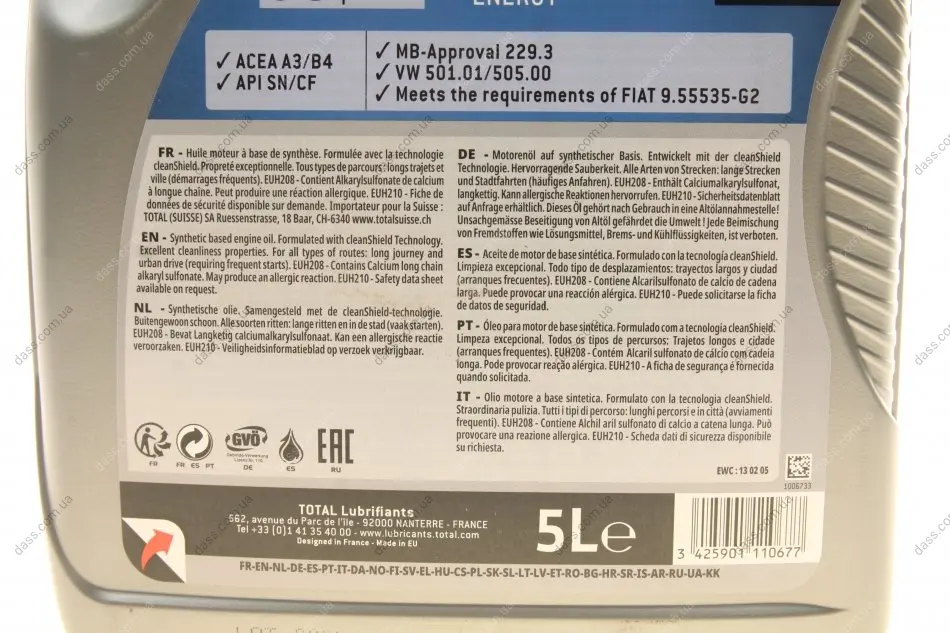 ENERGY
✓ ACEA A3/B4
✓ API SN/CF
✓ MB-Approval 229.3
✓ VW 501.01/505.00
✓ Meets the requirements of FIAT 9.55535-G2
FR - Huile moteur à base de synthèse. Formulée avec la technologie
cleanShield. Propreté exceptionnelle. Tous types de parcours : longs trajets et
ville (démarrages fréquents). EUH208 - Contient Alkarylsulfonate de calcium
à longue chaîne. Peut produire une réaction allergique. EUH210 - Fiche de
données de sécurité disponible sur demande. Importateur pour la Suisse :
TOTAL (SUISSE) SA Ruessenstrasse, 18 Baar, CH-6340 www.totalsuisse.ch
EN - Synthetic based engine oil. Formulated with cleanShield Technology.
Excellent cleanliness properties. For all types of routes: long journey and
urban drive (requiring frequent starts). EUH208 - Contains Calcium long chain
alkaryl sulfonate. May produce an allergic reaction. EUH210 - Safety data sheet
available on request.
NL - Synthetische olie. Samengesteld met de cleanShield-technologie.
Buitengewoon schoon. Alle soorten ritten: lange ritten en in de stad (vaak starten).
EUH208 - Bevat Langketig calciumalkarylsulfonaat. Kan een allergische reactie
veroorzaken. EUH210 - Veiligheidsinformatieblad op verzoek verkrijgbaar.
DE - Motorenöl auf synthetischer Basis. Entwickelt mit der cleanShield
Technologie. Hervorragende Sauberkeit. Alle Arten von Strecken: lange Strecken
und Stadtfahrten (häufiges Anfahren). EUH208 - Enthält Calciumalkarylsulfonat,
langkettig. Kann allergische Reaktionen hervorrufen. EUH210 - Sicherheitsdatenblatt
auf Anfrage erhältlich. Dieses Öl gehört nach Gebrauch in eine Altölannahmestelle!
Unsachgemässe Beseitigung von Altöl gefährdet die Umwelt ! Jede Beimischung
von Fremdstoffen wie Lösungsmittel, Brems- und Kühlflüssigkeiten, ist verboten.
ES - Aceite de motor de base sintética. Formulado con la tecnología cleanShield.
Limpieza excepcional. Todo tipo de desplazamientos: trayectos largos y ciudad
(arranques frecuentes). EUH208 - Contiene Alcarilsulfonato de calcio de cadena
larga. Puede provocar una reacción alérgica. EUH210 - Puede solicitarse la ficha
de datos de seguridad.
PT - Óleo para motor de base sintética. Formulado com a tecnologia cleanShield.
Limpeza excepcional. Todos os tipos de percursos: Trajetos longos e cidade
(arranques frequentes). EUH208 - Contém Alcaril sulfonato de cálcio com cadeia
longa. Pode provocar reação alérgica. EUH210 - A ficha de segurança é fornecida
quando solicitada.
IT - Olio motore a base sintetica. Formulato con la tecnologia cleanShield.
Straordinaria pulizia. Tutti i tipi di percorso: lunghi percorsi e in città (avviamenti
frequenti). EUH208 - Contiene Alchil aril sulfonato di calcio a catena lunga. Può
provocare una reazione allergica. EUH210 - Scheda dati di sicurezza disponibile
su richiesta.
EWC : 13 02 05
1006733
GVÖ
FR
FR ES PT
DE
ES
EAC
RU
TOTAL Lubrifiants
562, avenue du Parc de l'île - 92000 NANTERRE - FRANCE
Tel +33 (0)1 41 35 40 00 - www.lubricants.total.com
Designed in France - Made in EU
5Le
3 425901 110677
FR-EN-NL-DE-ES-PT-IT-DA-NO-FI-SV-EL-HU-CS-PL-SK-SL-LT-LV-ET-RO-BG-HR-SR-IS-AR-RU-UA-KK
dass.com.ua